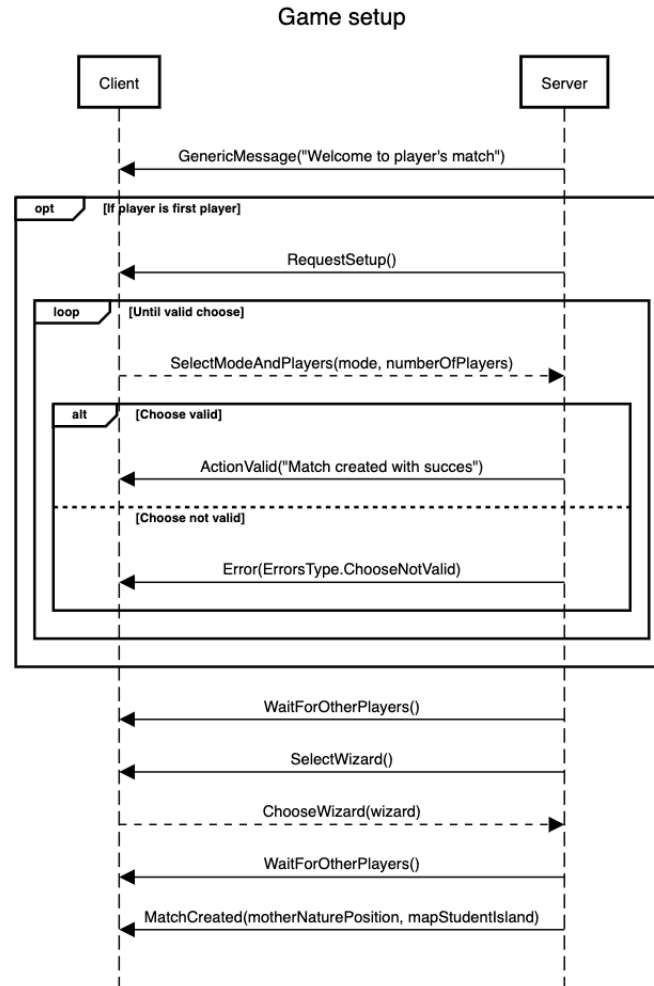 Game setup
Client
Server
GenericMessage("Welcome to player's match")
opt
[If player is first player]
RequestSetup()
loop
[Until valid choose]
SelectModeAndPlayers(mode, numberOfPlayers)
alt
[Choose valid]
ActionValid("Match created with succes")
[Choose not valid]
Error(ErrorsType.ChooseNotValid)
WaitForOtherPlayers()
SelectWizard()
ChooseWizard(wizard)
WaitForOtherPlayers()
MatchCreated(motherNaturePosition, mapStudentIsland)